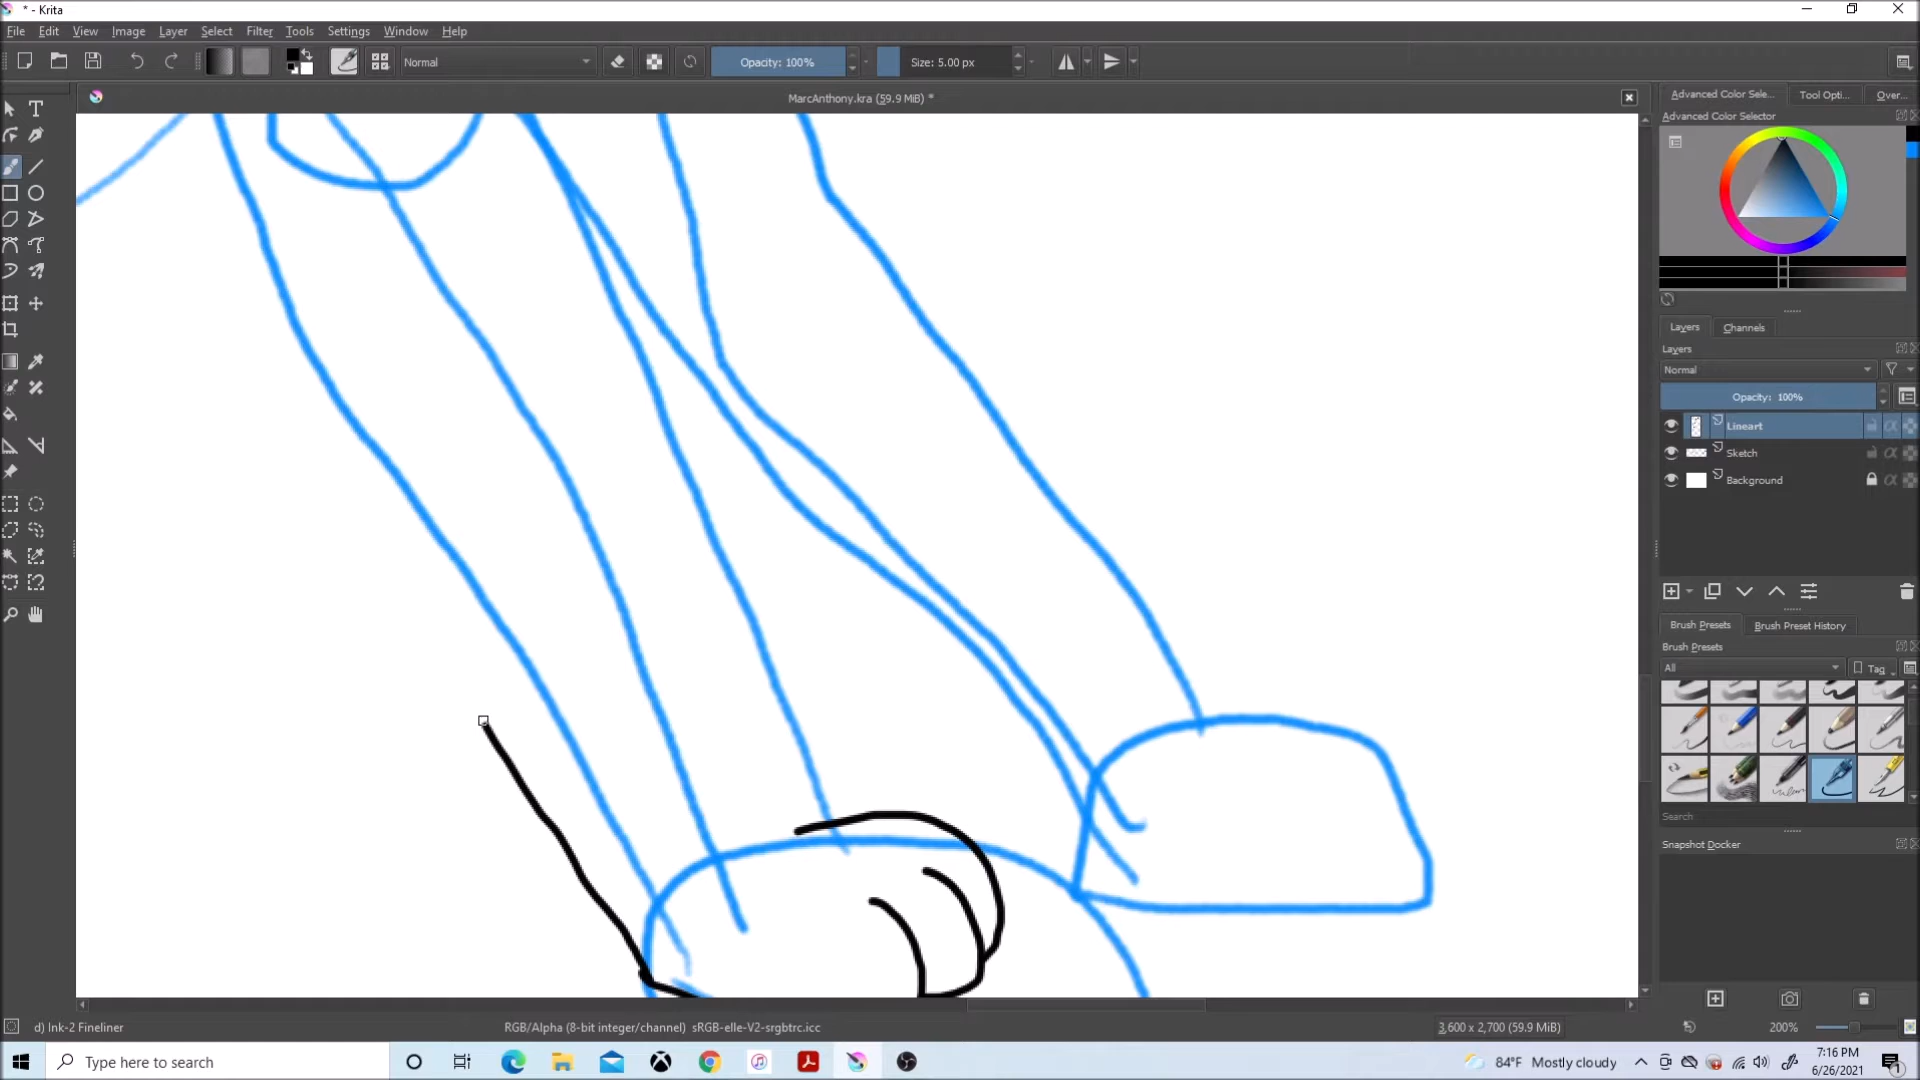 * - Krita
File Edit View Image Layer Select Filter Tools Settings Window Help
Normal Opacity: 100% Size: 5.00 px
MarcAnthony.kra (59.9 MiB) *
Advanced Color Sele... Tool Opti... Over...
Advanced Color Selector
Layers Channels
Layers
Normal
Opacity: 100%
Lineart
Sketch
Background
Brush Presets Brush Preset History
Brush Presets
All Tag
Search
Snapshot Docker
d) Ink-2 Fineliner RGB/Alpha (8-bit integer/channel) sRGB-elle-V2-srgbtrc.icc 3,600 x 2,700 (59.9 MiB) 200%
Type here to search 84°F Mostly cloudy 7:16 PM
6/26/2021 1